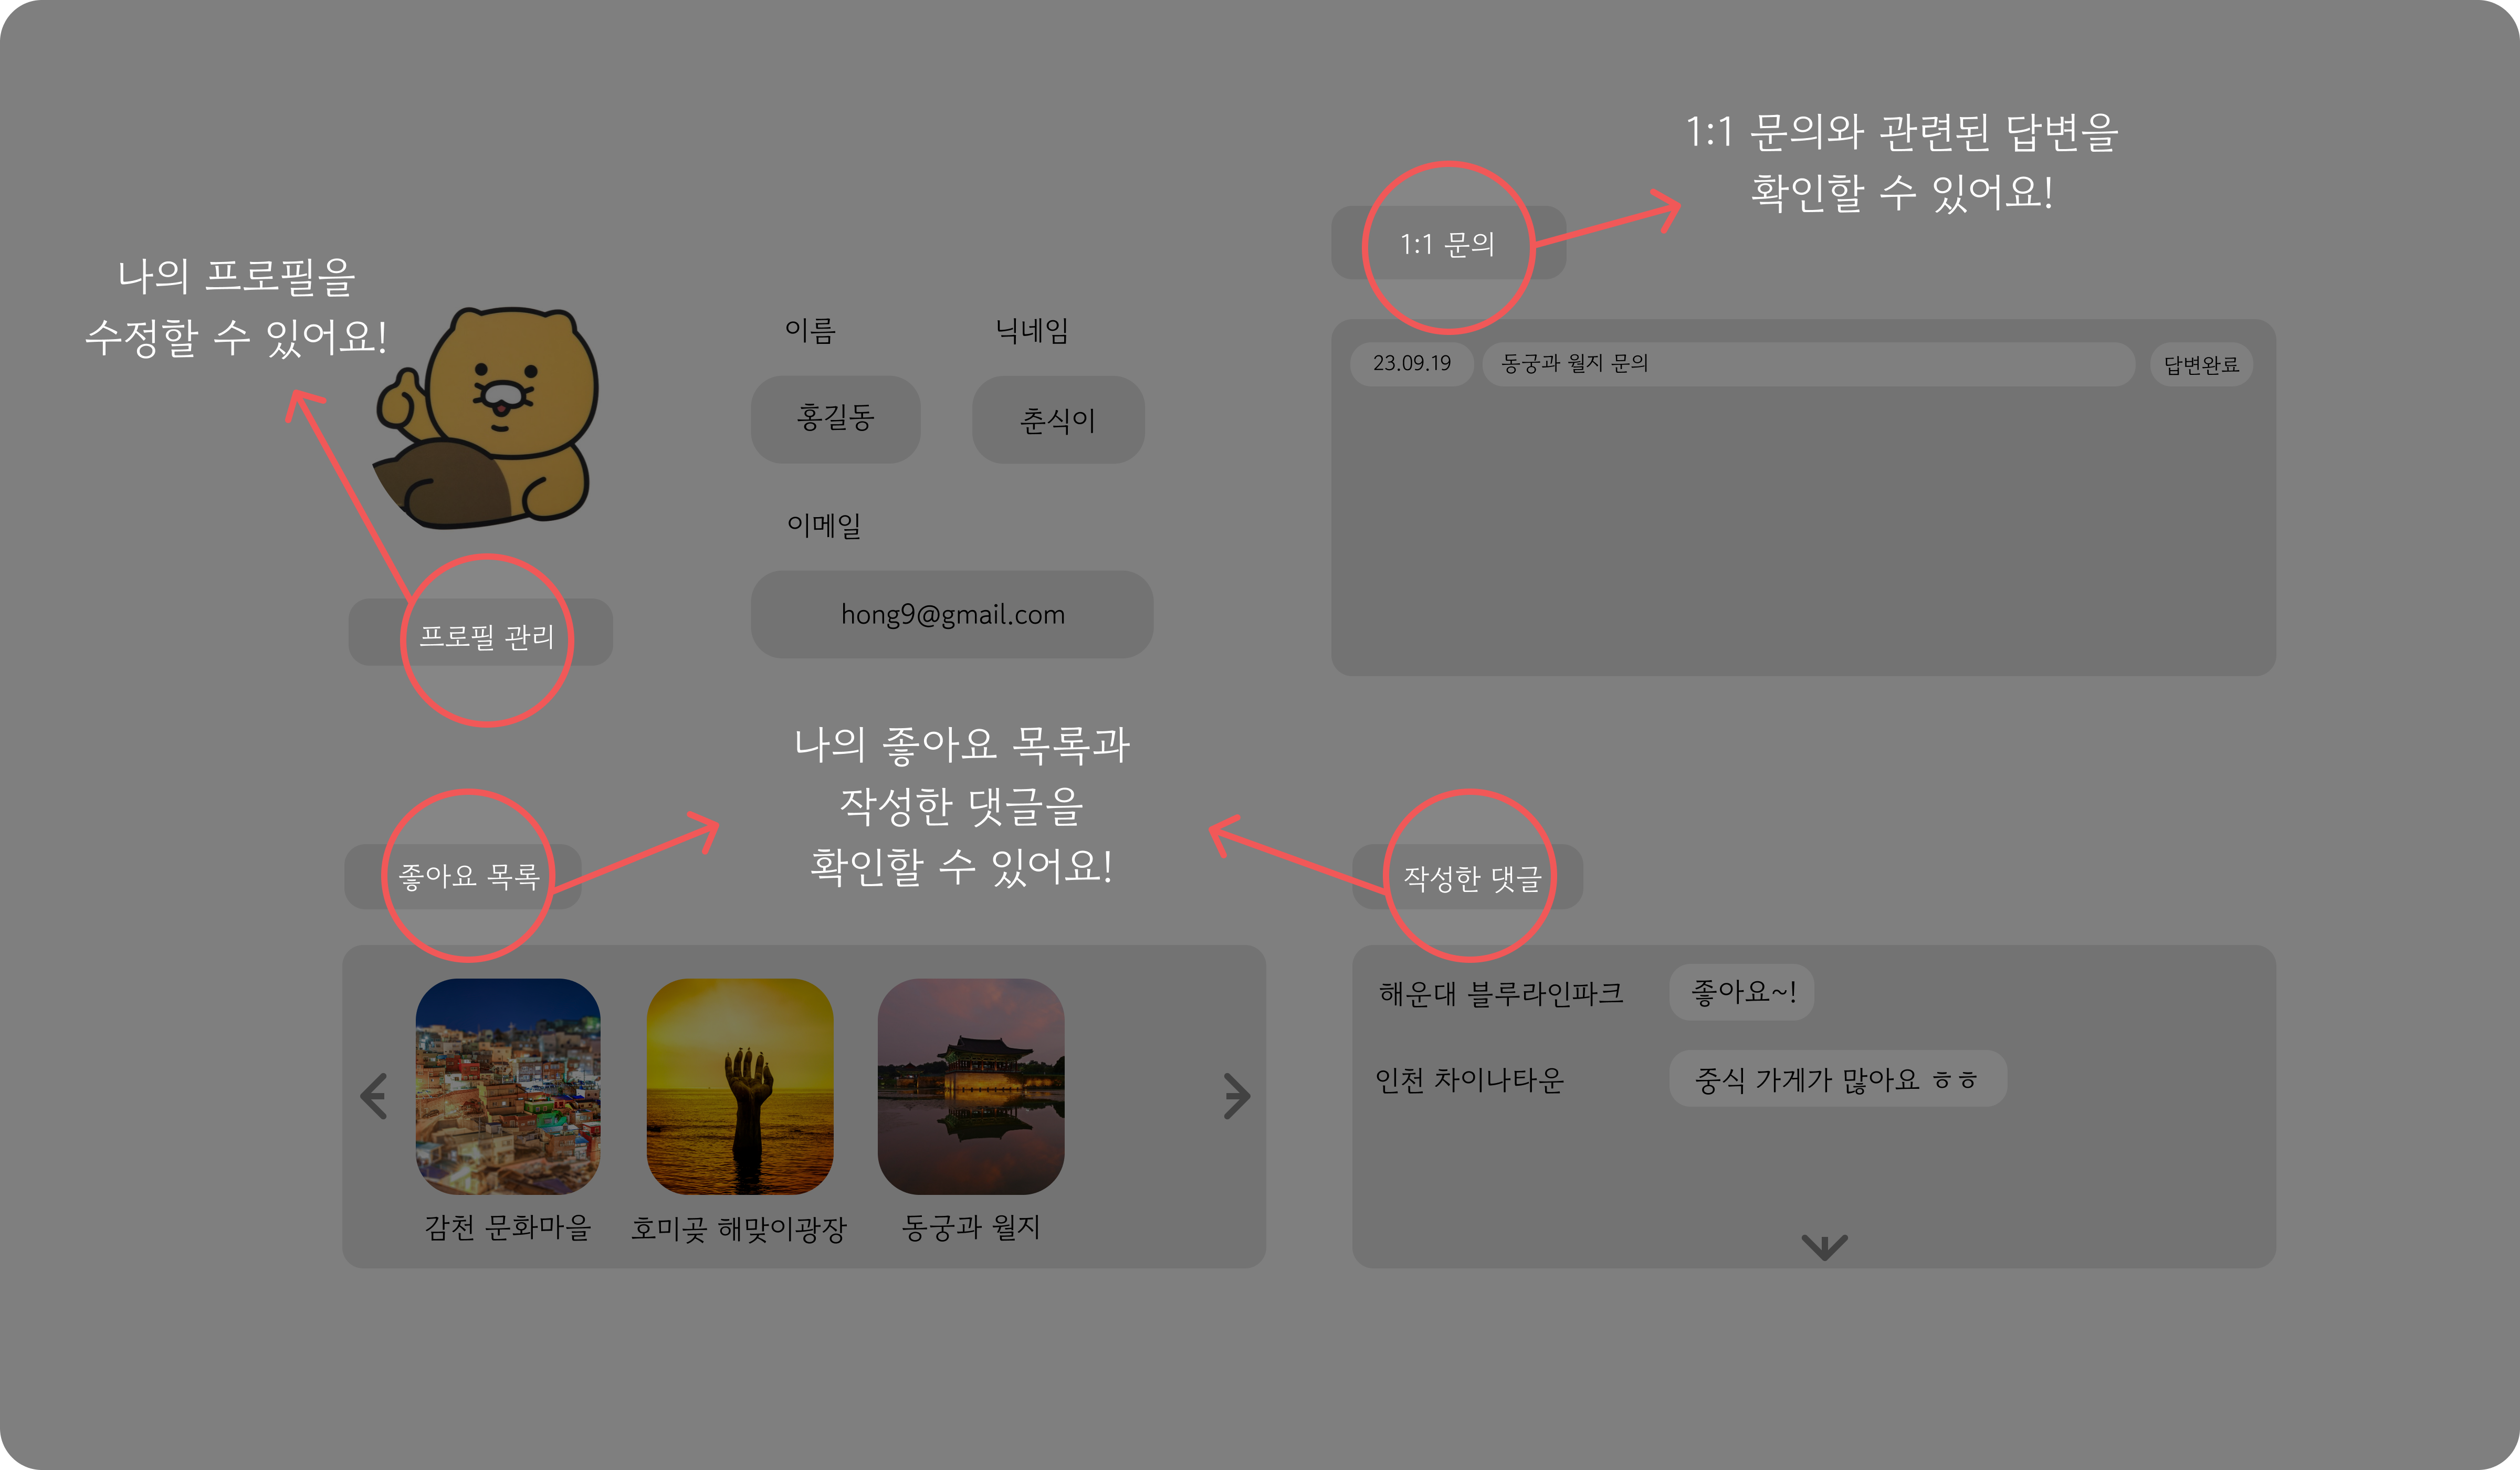 나의 프로필을
수정할 수 있어요!
이름
닉네임
홍길동
춘식이
이메일
hong9@gmail.com
프로필 관리
1:1 문의와 관련된 답변을
확인할 수 있어요!
1:1 문의
23.09.19
동궁과 월지 문의
답변완료
나의 좋아요 목록과
작성한 댓글을
확인할 수 있어요!
좋아요 목록
감천 문화마을
호미곶 해맞이광장
동궁과 월지
작성한 댓글
해운대 블루라인파크
좋아요~!
인천 차이나타운
중식 가게가 많아요 ㅎㅎ